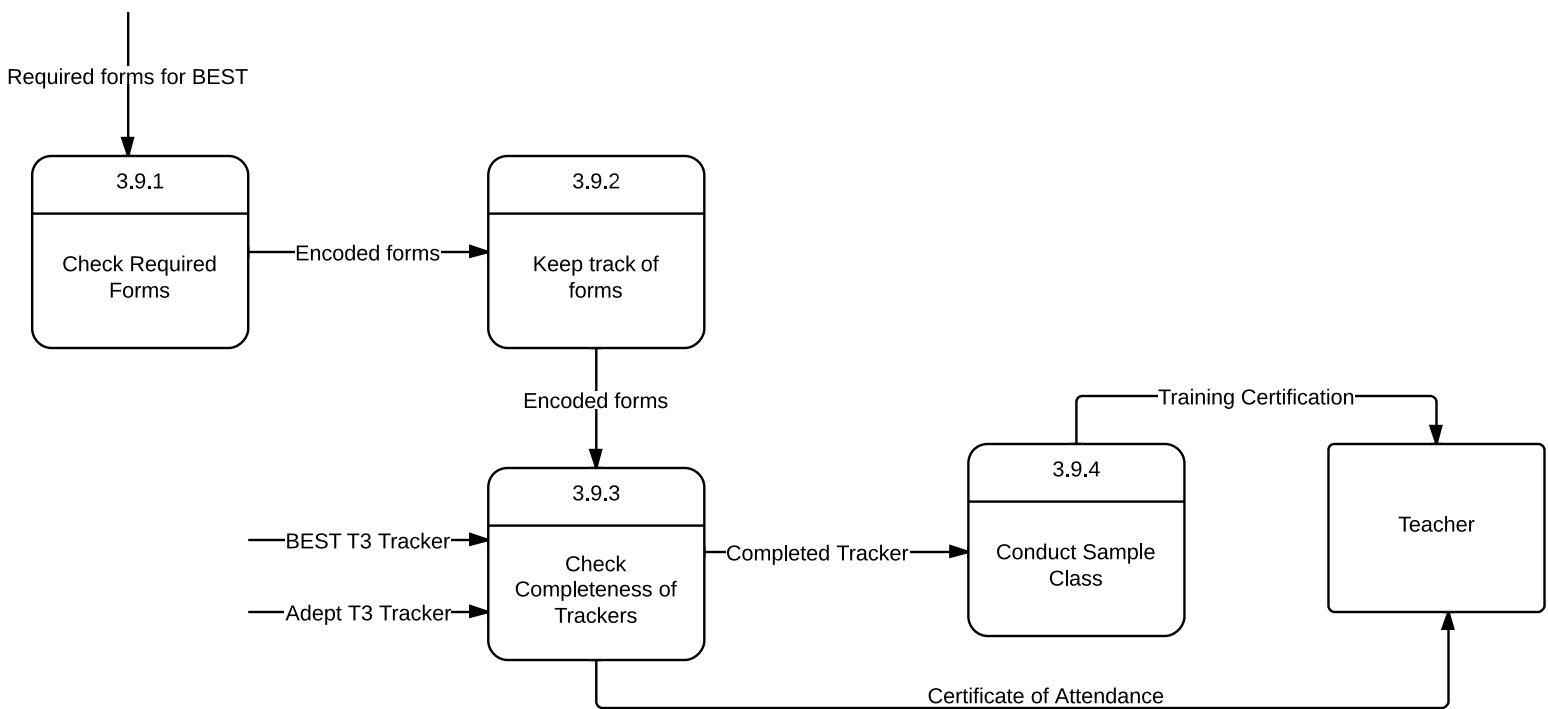 Required forms for BEST
3.9.1
Check Required
Forms
Encoded forms
3.9.2
Keep track of
forms
Encoded forms
3.9.3
Check
Completeness of
Trackers
BEST T3 Tracker
Adept T3 Tracker
Completed Tracker
3.9.4
Conduct Sample
Class
Training Certification
Teacher
Certificate of Attendance